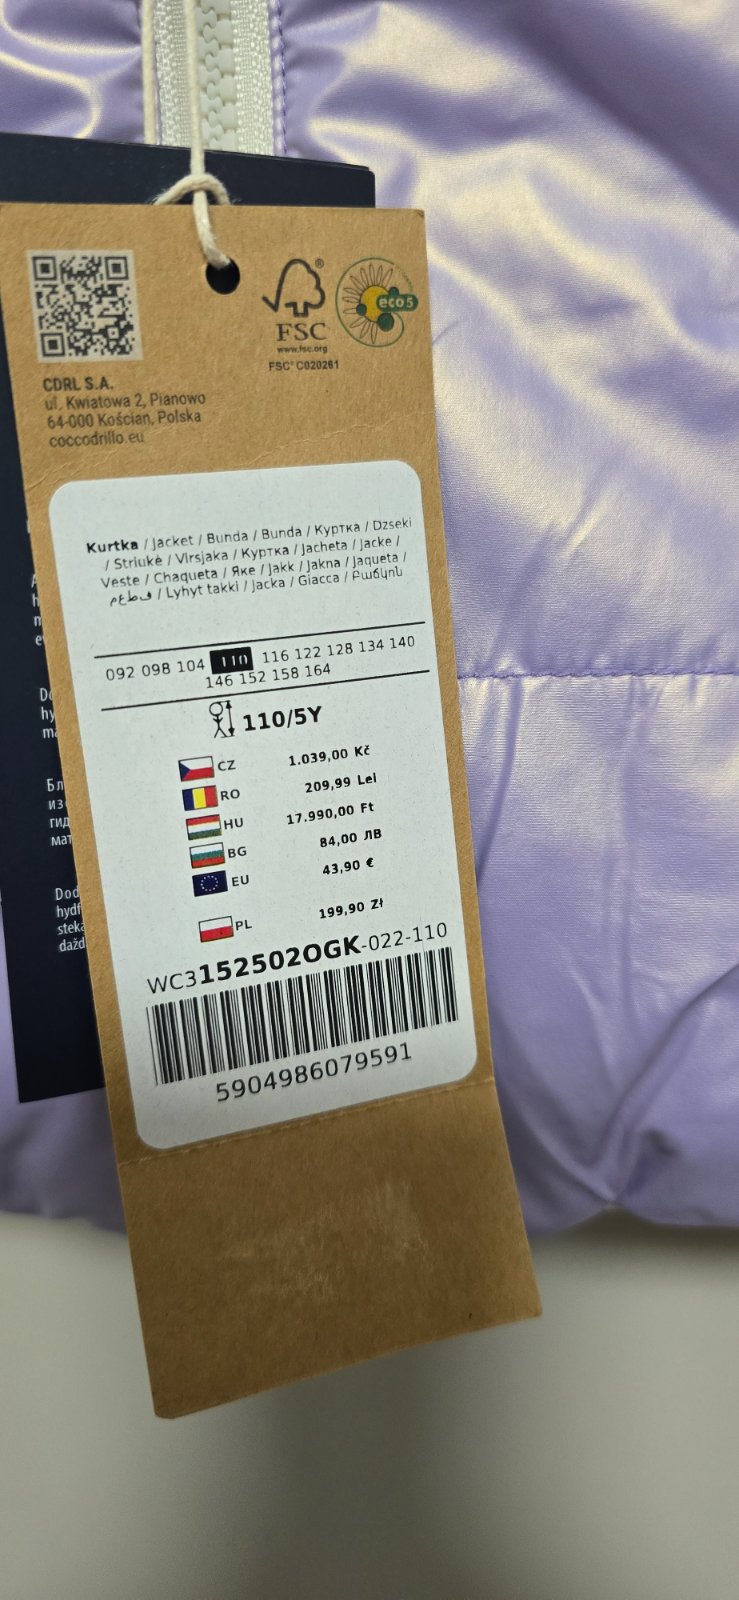 FSC
®
www.fsc.org
FSC® C020261
eco5
CDRL S.A.
ul. Kwiatowa 2, Pianowo
64-000 Kościan, Polska
coccodrillo.eu
Kurtka / Jacket / Bunda / Bunda / Куртка / Dzseki
/ Striukė / Virsjaka / Куртка / Jacheta / Jacke /
Veste / Chaqueta / Яке / Jakk / Jakna / Jaqueta /
/ Lyhyt takki / Jacka / Giacca / Բաճկոն
092 098 104 110 116 122 128 134 140
146 152 158 164
110/5Y
CZ 1.039,00 Kč
RO 209,99 Lei
HU 17.990,00 Ft
BG 84,00 ЛВ
EU 43,90 €
PL 199,90 Zł
WC3152502OGK-022-110
5904986079591